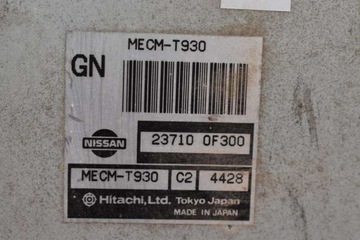 MECM-T930
GN
NISSAN
23710 0F300
MECM-T930 C2 4428
Hitachi, Ltd. Tokyo Japan
MADE IN JAPAN